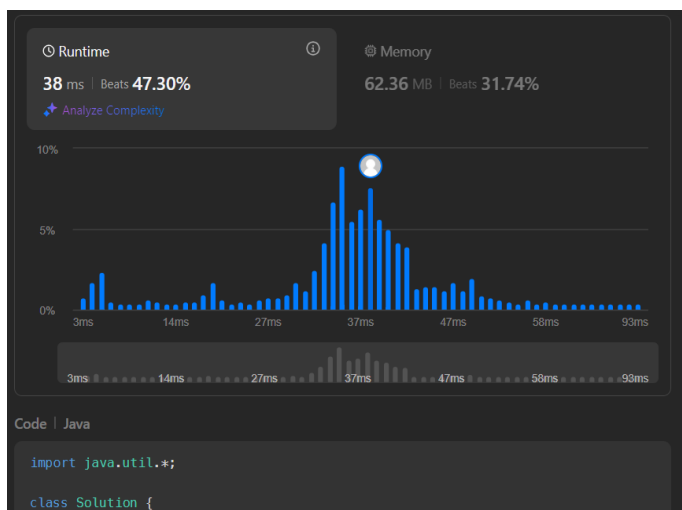 Runtime
Memory
38 ms | Beats 47.30%
62.36 MB | Beats 31.74%
Analyze Complexity
10%
5%
0%
3ms 14ms 27ms 37ms 47ms 58ms 93ms
3ms 14ms 27ms 37ms 47ms 58ms 93ms
Code | Java
import java.util.*;
class Solution {